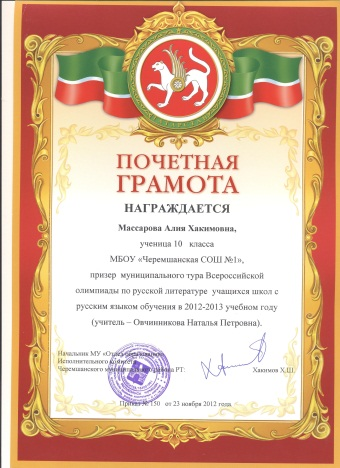 ПОЧЕТНАЯ
ГРАМОТА
НАГРАЖДАЕТСЯ
Массарова Алия Хакимовна,
ученица 10 класса
МБОУ «Черемшанская СОШ №1»,
призер муниципального тура Всероссийской
олимпиады по русской литературе учащихся школ с
русским языком обучения в 2012-2013 учебном году
(учитель – Овчинникова Наталья Петровна).
Начальник МУ «Отдел образования»
Исполнительного комитета
Черемшанского муниципального района РТ: Хакимов Х.Ш.
Приказ № 150 от 23 ноября 2012 года